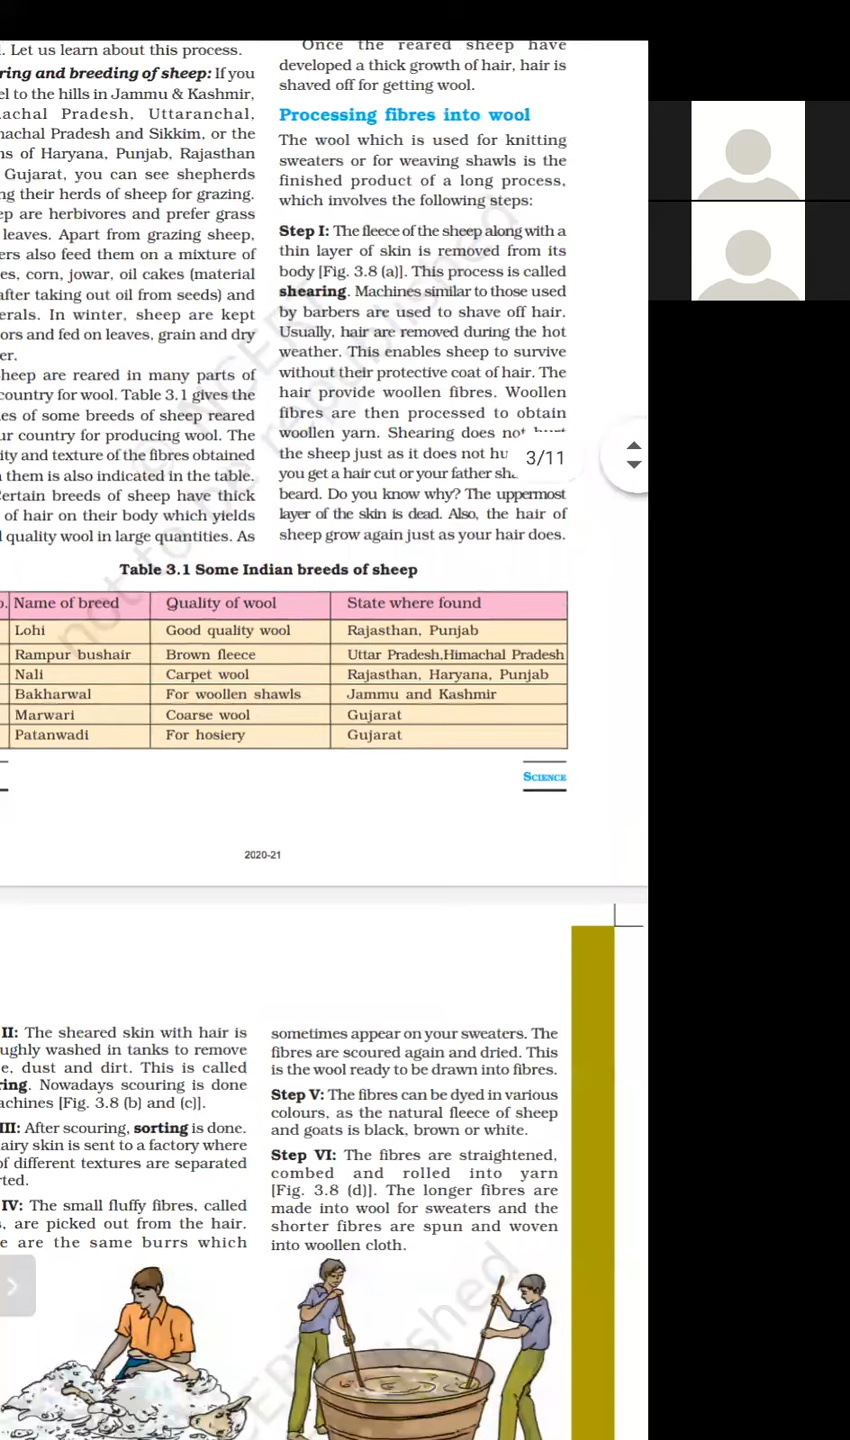 . Let us learn about this process.
ring and breeding of sheep: If you
el to the hills in Jammu & Kashmir,
achal Pradesh, Uttaranchal,
nachal Pradesh and Sikkim, or the
ns of Haryana, Punjab, Rajasthan
Gujarat, you can see shepherds
ng their herds of sheep for grazing.
ep are herbivores and prefer grass
leaves. Apart from grazing sheep,
ers also feed them on a mixture of
es, corn, jowar, oil cakes (material
after taking out oil from seeds) and
erals. In winter, sheep are kept
ors and fed on leaves, grain and dry
er.
heep are reared in many parts of
country for wool. Table 3.1 gives the
es of some breeds of sheep reared
ur country for producing wool. The
ity and texture of the fibres obtained
them is also indicated in the table.
Certain breeds of sheep have thick
of hair on their body which yields
quality wool in large quantities. As
Once the reared sheep have
developed a thick growth of hair, hair is
shaved off for getting wool.
Processing fibres into wool
The wool which is used for knitting
sweaters or for weaving shawls is the
finished product of a long process,
which involves the following steps:
Step I: The fleece of the sheep along with a
thin layer of skin is removed from its
body [Fig. 3.8 (a)]. This process is called
shearing. Machines similar to those used
by barbers are used to shave off hair.
Usually, hair are removed during the hot
weather. This enables sheep to survive
without their protective coat of hair. The
hair provide woollen fibres. Woollen
fibres are then processed to obtain
woollen yarn. Shearing does not
the sheep just as it does not hu
you get a hair cut or your father sh
beard. Do you know why? The uppermost
layer of the skin is dead. Also, the hair of
sheep grow again just as your hair does.
3/11
Table 3.1 Some Indian breeds of sheep
o. Name of breed Quality of wool State where found
Lohi Good quality wool Rajasthan, Punjab
Rampur bushair Brown fleece Uttar Pradesh,Himachal Pradesh
Nali Carpet wool Rajasthan, Haryana, Punjab
Bakharwal For woollen shawls Jammu and Kashmir
Marwari Coarse wool Gujarat
Patanwadi For hosiery Gujarat
SCIENCE
2020-21
© NCERT
not to be republished
II: The sheared skin with hair is
ughly washed in tanks to remove
e, dust and dirt. This is called
ring. Nowadays scouring is done
achines [Fig. 3.8 (b) and (c)].
III: After scouring, sorting is done.
airy skin is sent to a factory where
of different textures are separated
rted.
IV: The small fluffy fibres, called
s, are picked out from the hair.
e are the same burrs which
sometimes appear on your sweaters. The
fibres are scoured again and dried. This
is the wool ready to be drawn into fibres.
Step V: The fibres can be dyed in various
colours, as the natural fleece of sheep
and goats is black, brown or white.
Step VI: The fibres are straightened,
combed and rolled into yarn
[Fig. 3.8 (d)]. The longer fibres are
made into wool for sweaters and the
shorter fibres are spun and woven
into woollen cloth.
CERT
shed